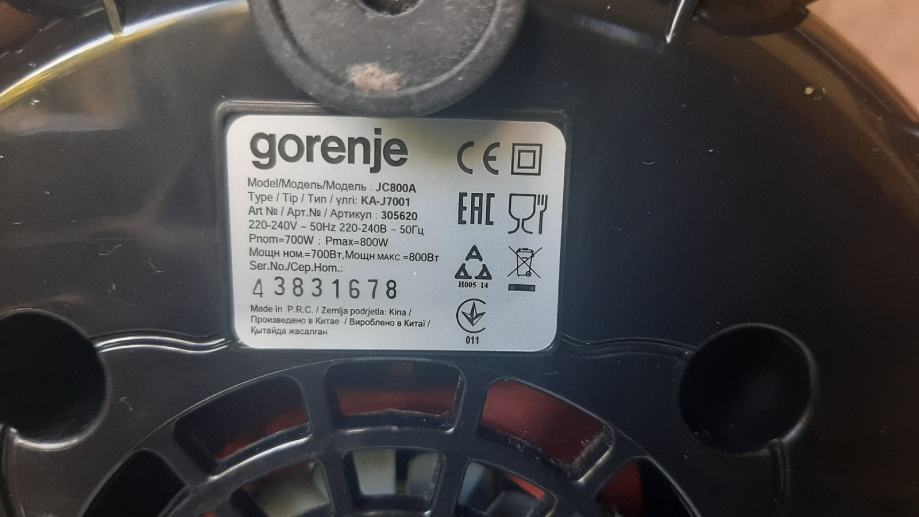 gorenje
CE
Model/Модель/Модель : JC800A
Type / Tip / Тип / үлгі: KA-J7001
Art № / Арт.№ / Артикул : 305620
220-240V ~ 50Hz 220-240В ~ 50Гц
Pnom=700W ; Pmax=800W
Мощн ном.=700Вт,Мощн макс.=800Вт
Ser.No./Сер.Ном.:
43831678
Made in P.R.C. / Zemlja podrjetla: Kina /
Произведено в Китае / Вироблено в Китаї /
Қытайда жасалған
EAC
A
H005 14
011